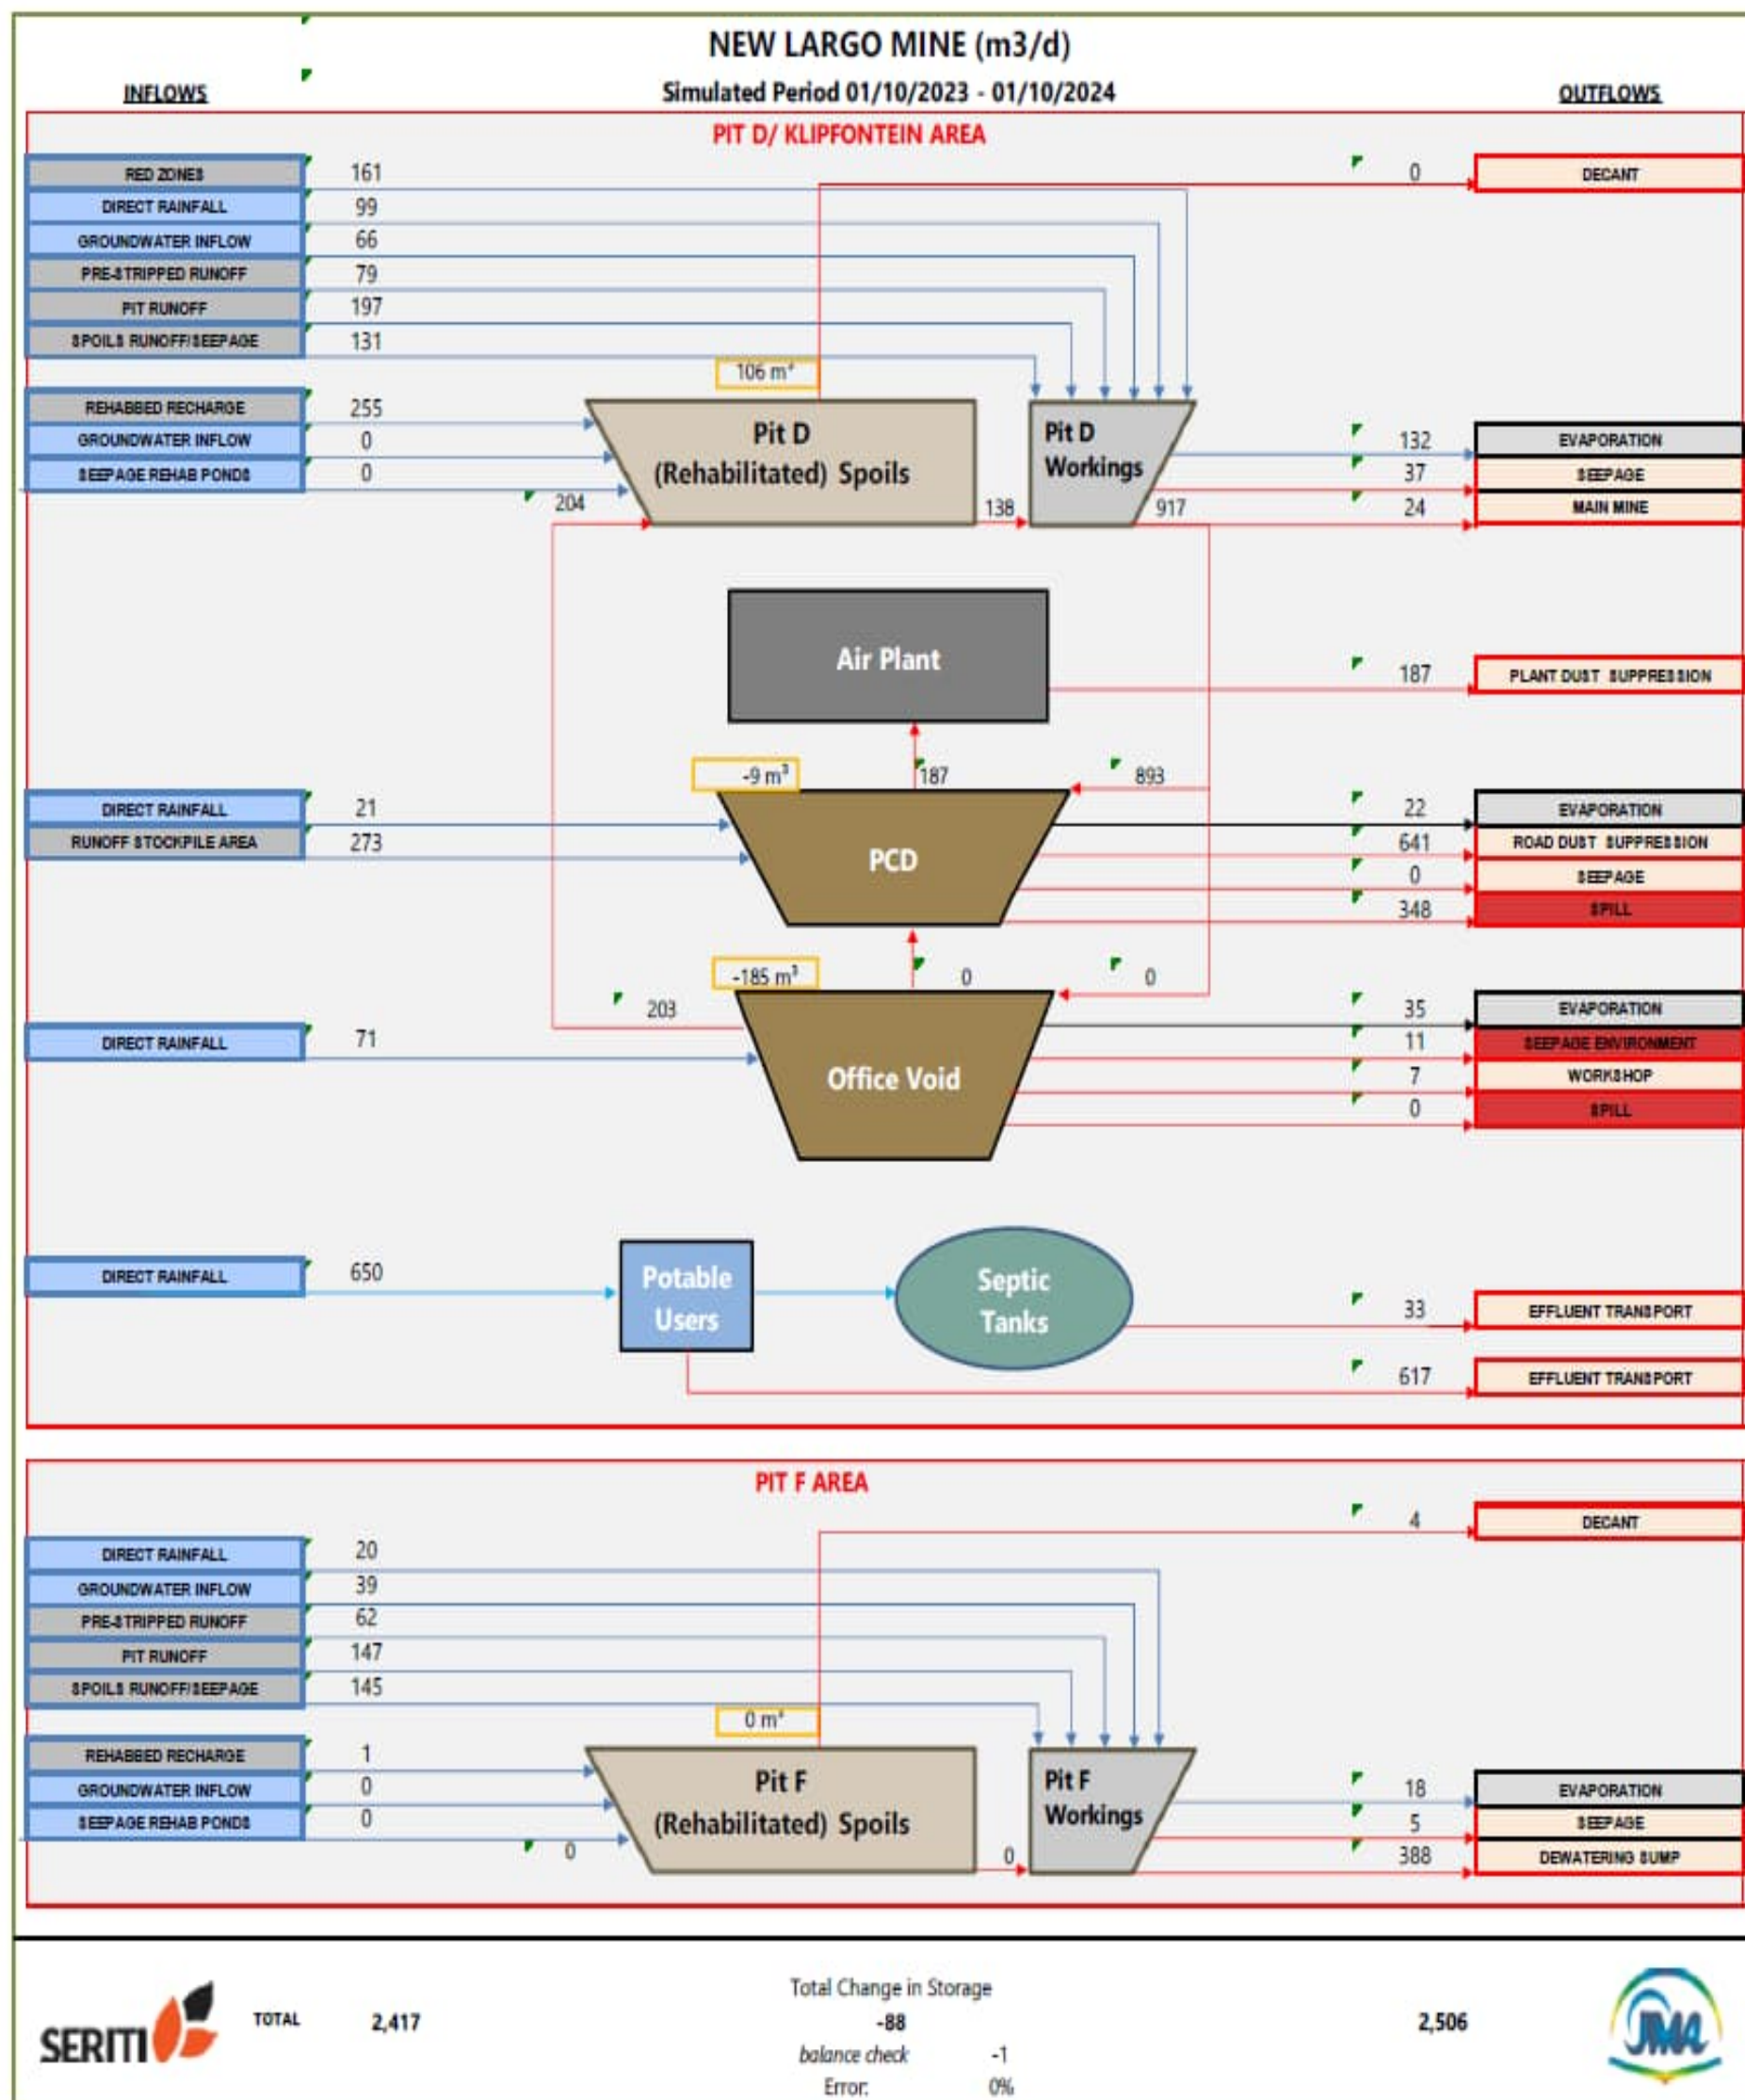 NEW LARGO MINE (m3/d)
INFLOWS
Simulated Period 01/10/2023 - 01/10/2024
OUTFLOWS
PIT D/ KLIPFONTEIN AREA
RED ZONES 161 0 DECANT
DIRECT RAINFALL 99
GROUNDWATER INFLOW 66
PRE-STRIPPED RUNOFF 79
PIT RUNOFF 197
SPOILS RUNOFF/SEEPAGE 131
106 m³
REHABBED RECHARGE 255
GROUNDWATER INFLOW 0
SEEPAGE REHAB PONDS 0
Pit D
(Rehabilitated) Spoils
Pit D
Workings
132 EVAPORATION
37 SEEPAGE
24 MAIN MINE
204 138 917
Air Plant
187 PLANT DUST SUPPRESSION
-9 m³ 187 893
DIRECT RAINFALL 21 22 EVAPORATION
RUNOFF STOCKPILE AREA 273 641 ROAD DUST SUPPRESSION
PCD
0 SEEPAGE
348 SPILL
-185 m³ 0 0
203 35 EVAPORATION
DIRECT RAINFALL 71 11 SEEPAGE ENVIRONMENT
Office Void
7 WORKSHOP
0 SPILL
DIRECT RAINFALL 650
Potable
Users
Septic
Tanks
33 EFFLUENT TRANSPORT
617 EFFLUENT TRANSPORT
PIT F AREA
4 DECANT
DIRECT RAINFALL 20
GROUNDWATER INFLOW 39
PRE-STRIPPED RUNOFF 62
PIT RUNOFF 147
SPOILS RUNOFF/SEEPAGE 145
0 m³
REHABBED RECHARGE 1
GROUNDWATER INFLOW 0
SEEPAGE REHAB PONDS 0
Pit F
(Rehabilitated) Spoils
Pit F
Workings
18 EVAPORATION
5 SEEPAGE
388 DEWATERING SUMP
0 0
Total Change in Storage
SERITI TOTAL 2,417 -88 2,506 JMA
balance check -1
Error: 0%